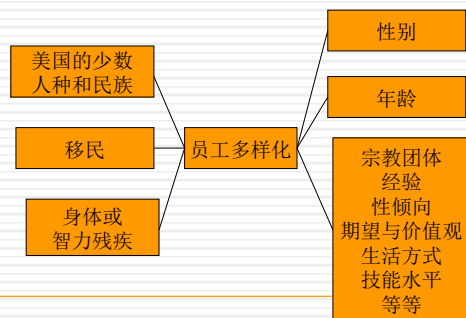 美国的少数
人种和民族
移民
身体或
智力残疾
员工多样化
性别
年龄
宗教团体
经验
性倾向
期望与价值观
生活方式
技能水平
等等